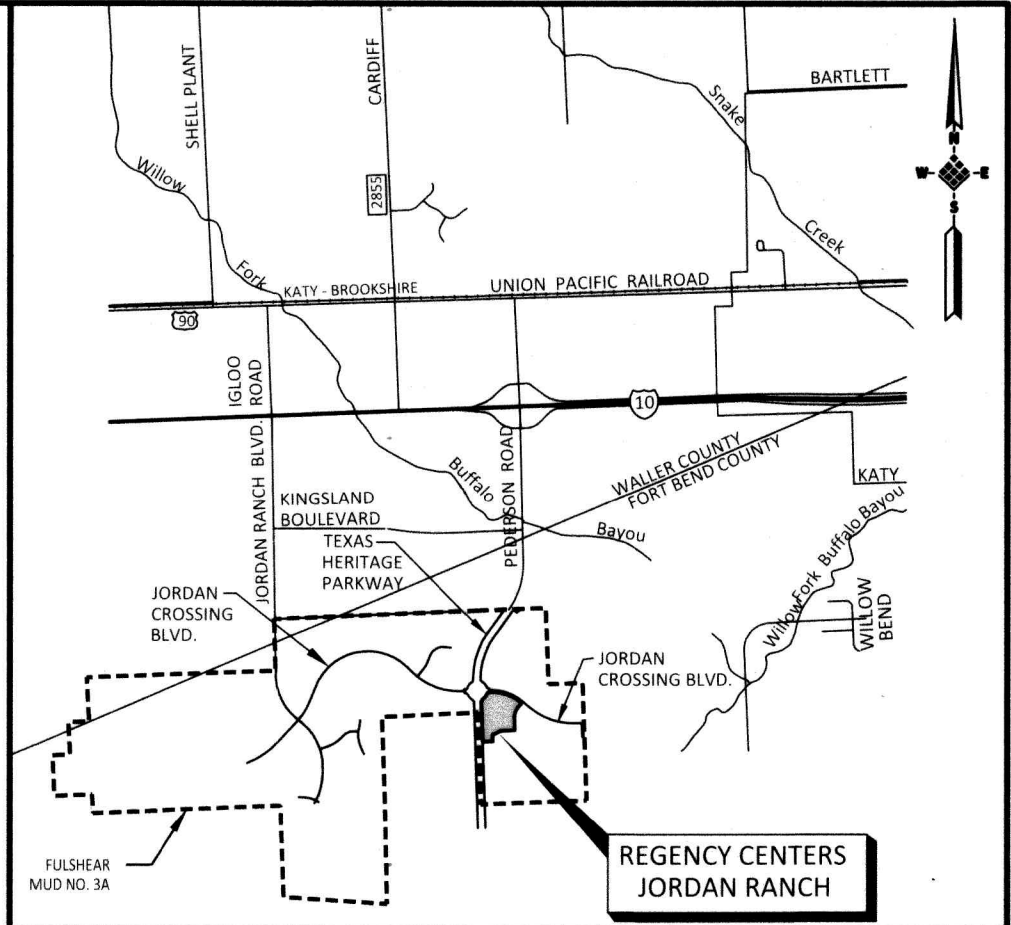 SHELL PLANT
CARDIFF
BARTLETT
Snake
Creek
Willow
Fork
2855
N
W
E
S
KATY - BROOKSHIRE
UNION PACIFIC RAILROAD
90
IGLOO
ROAD
10
JORDAN RANCH BLVD.
PEDERSON ROAD
WALLER COUNTY
FORT BEND COUNTY
KATY
Buffalo
Bayou
KINGSLAND
BOULEVARD
TEXAS
HERITAGE
PARKWAY
Willow Fork Buffalo Bayou
WILLOW
BEND
JORDAN
CROSSING
BLVD.
JORDAN
CROSSING BLVD.
FULSHEAR
MUD NO. 3A
REGENCY CENTERS
JORDAN RANCH